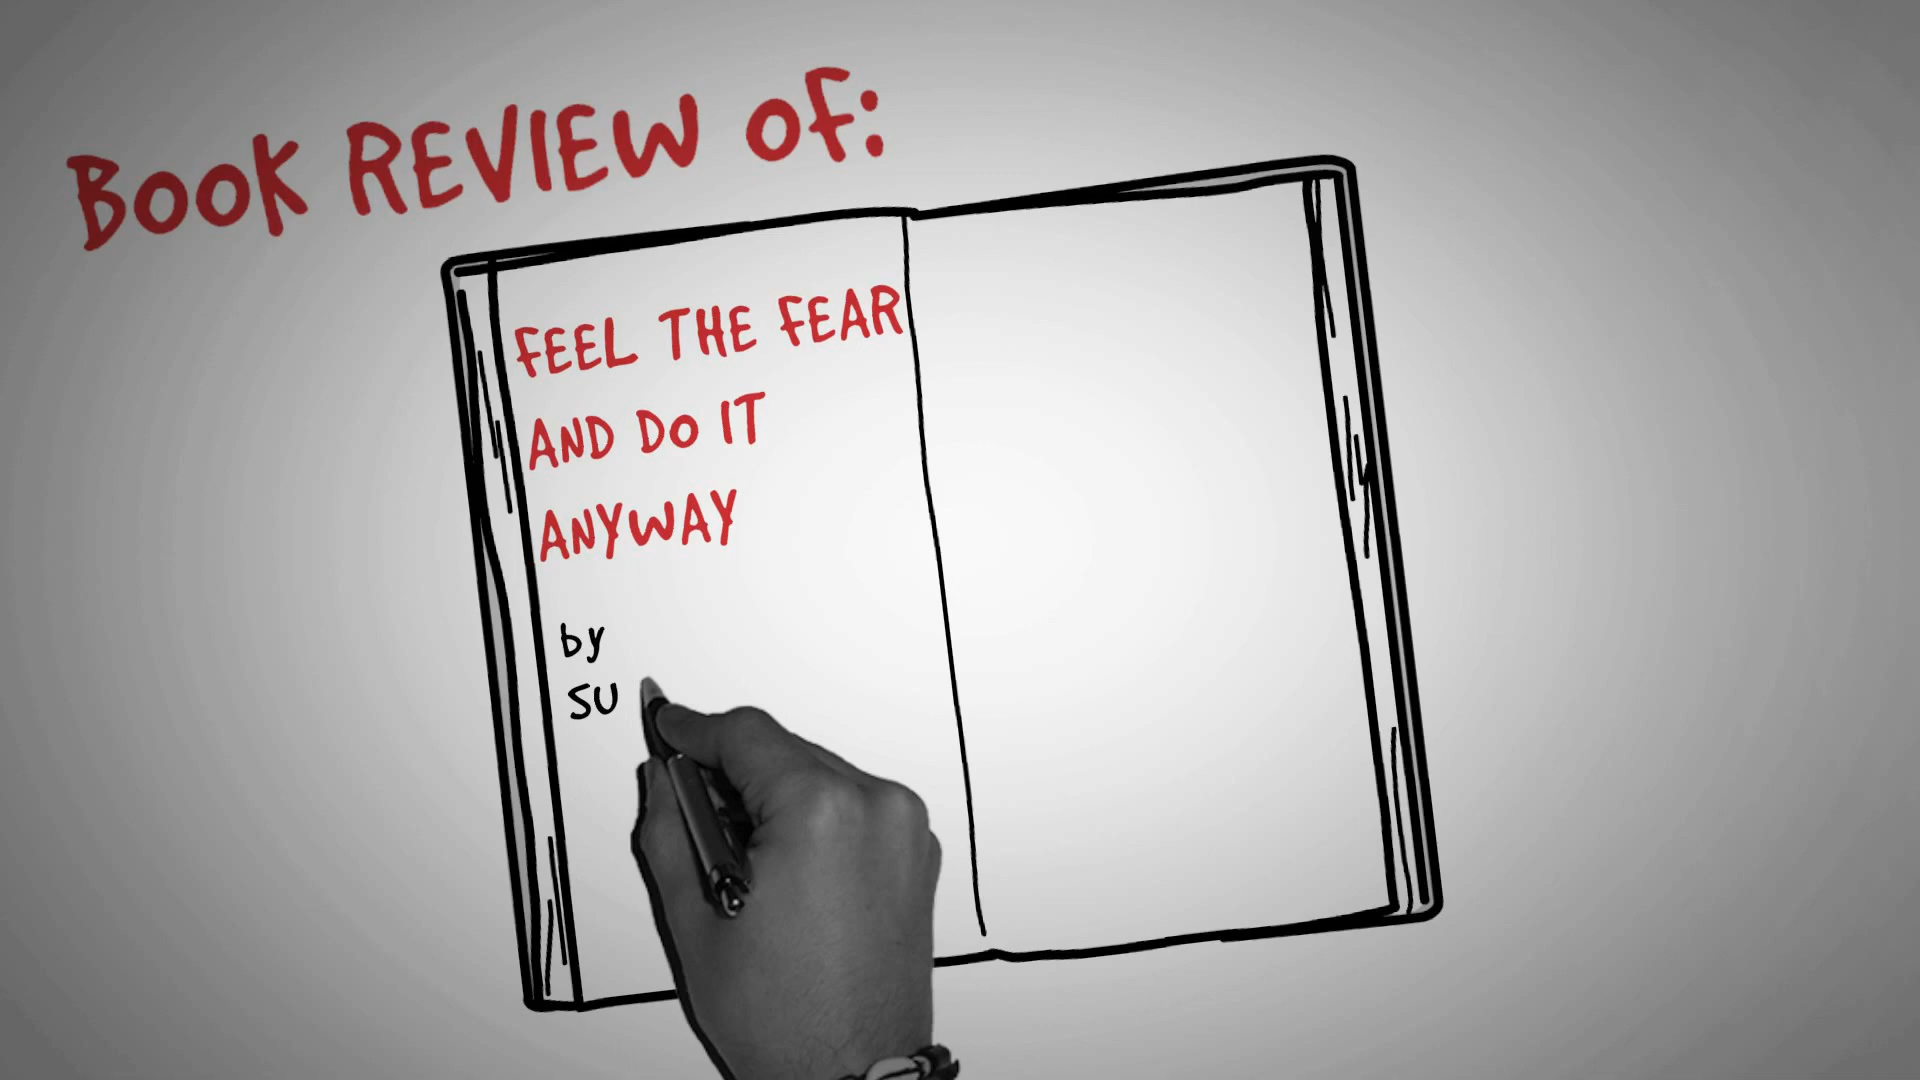 Book REVIEW of:
FEEL THE FEAR
AND Do IT
ANYWAY
by
SU